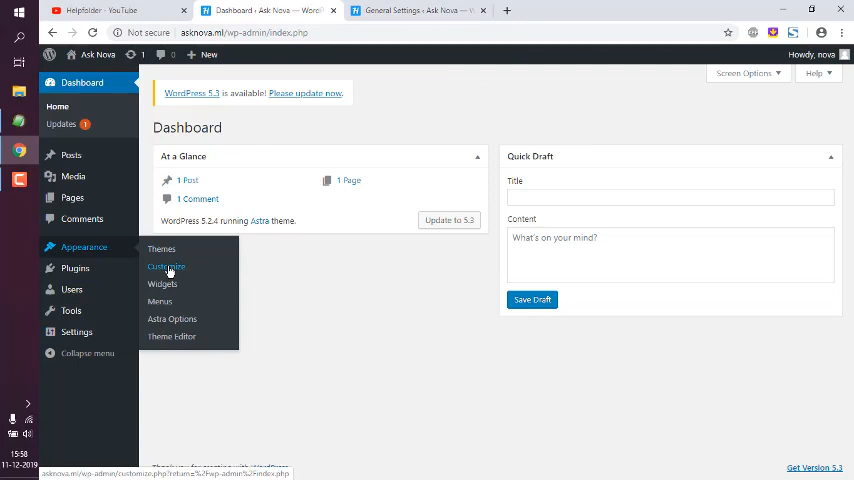 Helpfolder - YouTube
Dashboard ‹ Ask Nova — WordP
General Settings ‹ Ask Nova — W
Not secure
asknova.ml/wp-admin/index.php
Ask Nova
1
0
New
Howdy, nova
Dashboard
Home
Updates 1
Posts
Media
Pages
Comments
Appearance
Plugins
Users
Tools
Settings
Collapse menu
Themes
Customize
Widgets
Menus
Astra Options
Theme Editor
Screen Options
Help
WordPress 5.3 is available! Please update now.
Dashboard
At a Glance
1 Post
1 Page
1 Comment
WordPress 5.2.4 running Astra theme.
Update to 5.3
Quick Draft
Title
Content
What's on your mind?
Save Draft
Get Version 5.3
15:58
11-12-2019
asknova.ml/wp-admin/customize.php?return=%2Fwp-admin%2Findex.php